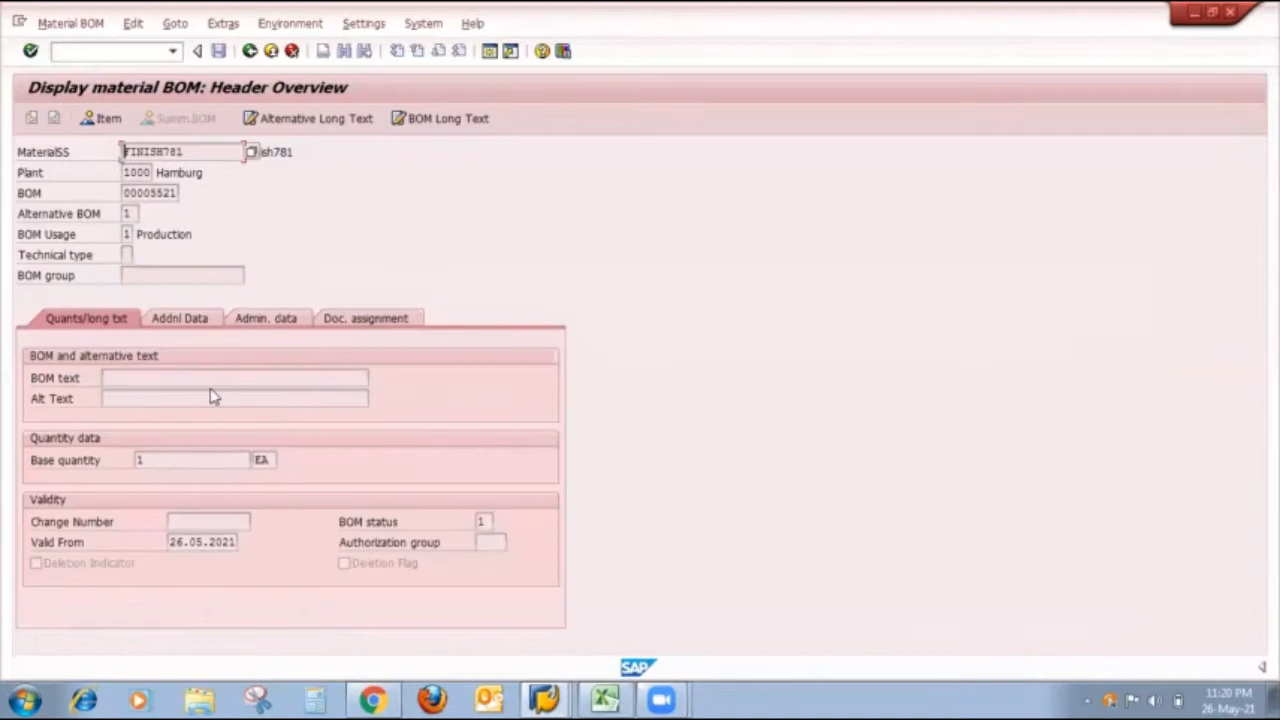 Material BOM Edit Goto Extras Environment Settings System Help
Display material BOM: Header Overview
Item Summ.BOM Alternative Long Text BOM Long Text
MaterialSS FINISH781 ish781
Plant 1000 Hamburg
BOM 00005521
Alternative BOM 1
BOM Usage 1 Production
Technical type
BOM group
Quants/long txt Addnl Data Admin. data Doc. assignment
BOM and alternative text
BOM text
Alt Text
Quantity data
Base quantity 1 EA
Validity
Change Number BOM status 1
Valid From 26.05.2021 Authorization group
Deletion Indicator Deletion Flag
SAP
11:20 PM
26-May-21